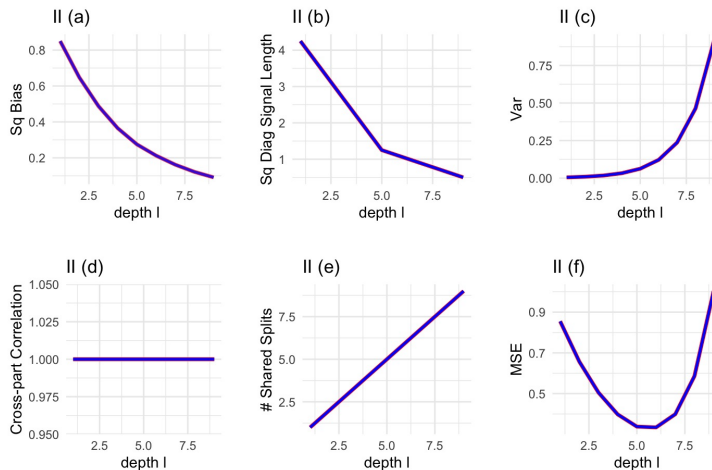 II (a)
Sq Bias
0.8
0.6
0.4
0.2
2.5 5.0 7.5
depth l
II (b)
Sq Diag Signal Length
4
3
2
1
2.5 5.0 7.5
depth l
II (c)
Var
0.75
0.50
0.25
0.00
2.5 5.0 7.5
depth l
II (d)
Cross-part Correlation
1.050
1.025
1.000
0.975
0.950
2.5 5.0 7.5
depth l
II (e)
# Shared Splits
7.5
5.0
2.5
2.5 5.0 7.5
depth l
II (f)
MSE
0.9
0.7
0.5
2.5 5.0 7.5
depth l